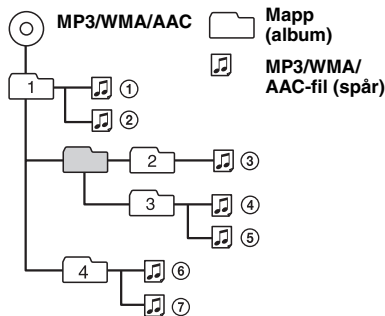 MP3/WMA/AAC
Mapp
(album)
MP3/WMA/
AAC-fil (spår)
1
①
②
2
③
3
④
⑤
4
⑥
⑦